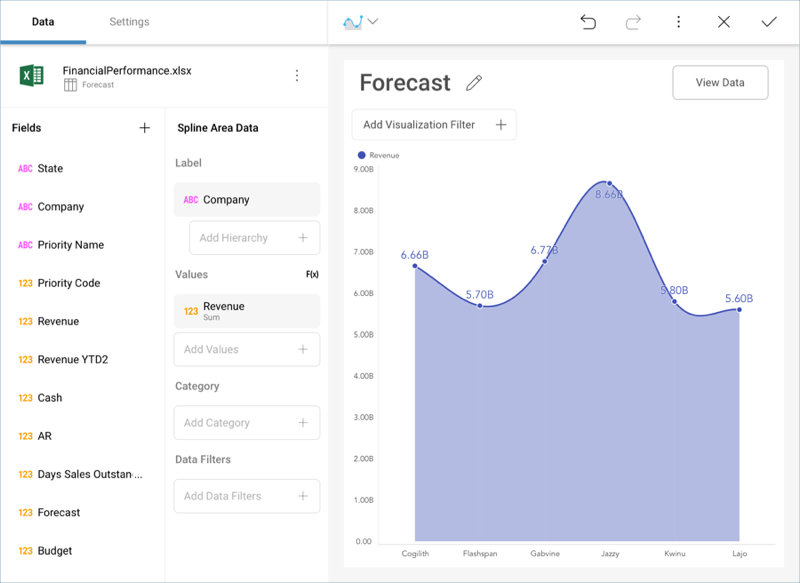 Data
Settings
FinancialPerformance.xlsx
Forecast
Fields
ABC State
ABC Company
ABC Priority Name
123 Priority Code
123 Revenue
123 Revenue YTD2
123 Cash
123 AR
123 Days Sales Outstan...
123 Forecast
123 Budget
Spline Area Data
Label
ABC Company
Add Hierarchy
Values F(x)
123 Revenue
Sum
Add Values
Category
Add Category
Data Filters
Add Data Filters
Forecast
View Data
Add Visualization Filter
Revenue
9.00B
8.00B
7.00B
6.00B
5.00B
4.00B
3.00B
2.00B
1.00B
0.00
6.66B
5.70B
6.77B
8.66B
5.80B
5.60B
Cogilith Flashspan Gabvine Jazzy Kwinu Lajo